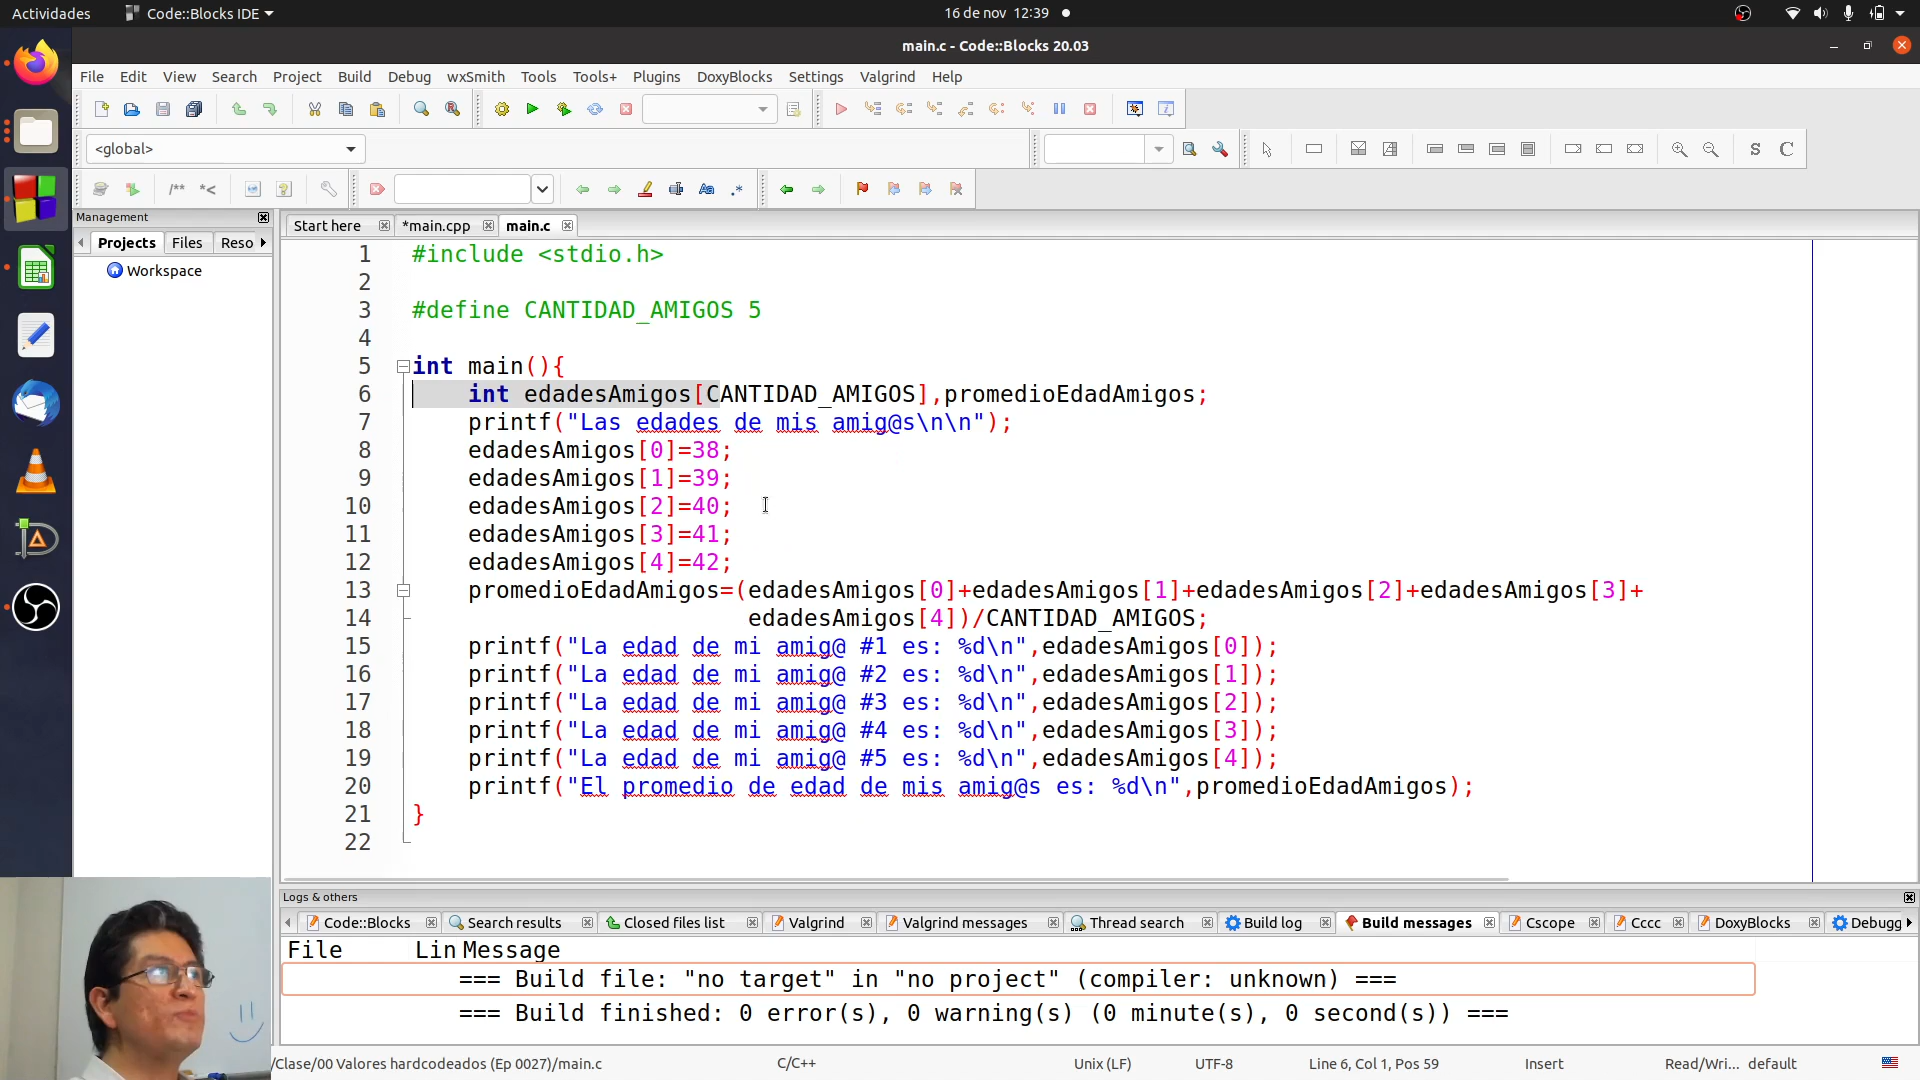 Actividades Code::Blocks IDE 16 de nov 12:39
main.c - Code::Blocks 20.03
File Edit View Search Project Build Debug wxSmith Tools Tools+ Plugins DoxyBlocks Settings Valgrind Help
<global> S C
/** *< Aa .*
Management
Projects Files Reso
Workspace
Start here *main.cpp main.c
1 #include <stdio.h>
2
3 #define CANTIDAD_AMIGOS 5
4
5 int main(){
6 int edadesAmigos[CANTIDAD_AMIGOS],promedioEdadAmigos;
7 printf("Las edades de mis amig@s\n\n");
8 edadesAmigos[0]=38;
9 edadesAmigos[1]=39;
10 edadesAmigos[2]=40;
11 edadesAmigos[3]=41;
12 edadesAmigos[4]=42;
13 promedioEdadAmigos=(edadesAmigos[0]+edadesAmigos[1]+edadesAmigos[2]+edadesAmigos[3]+
14 edadesAmigos[4])/CANTIDAD_AMIGOS;
15 printf("La edad de mi amig@ #1 es: %d\n",edadesAmigos[0]);
16 printf("La edad de mi amig@ #2 es: %d\n",edadesAmigos[1]);
17 printf("La edad de mi amig@ #3 es: %d\n",edadesAmigos[2]);
18 printf("La edad de mi amig@ #4 es: %d\n",edadesAmigos[3]);
19 printf("La edad de mi amig@ #5 es: %d\n",edadesAmigos[4]);
20 printf("El promedio de edad de mis amig@s es: %d\n",promedioEdadAmigos);
21 }
22
Logs & others
Code::Blocks Search results Closed files list Valgrind Valgrind messages Thread search Build log Build messages Cscope Cccc DoxyBlocks Debugg
File Lin Message
=== Build file: "no target" in "no project" (compiler: unknown) ===
=== Build finished: 0 error(s), 0 warning(s) (0 minute(s), 0 second(s)) ===
/Clase/00 Valores hardcodeados (Ep 0027)/main.c C/C++ Unix (LF) UTF-8 Line 6, Col 1, Pos 59 Insert Read/Wri... default